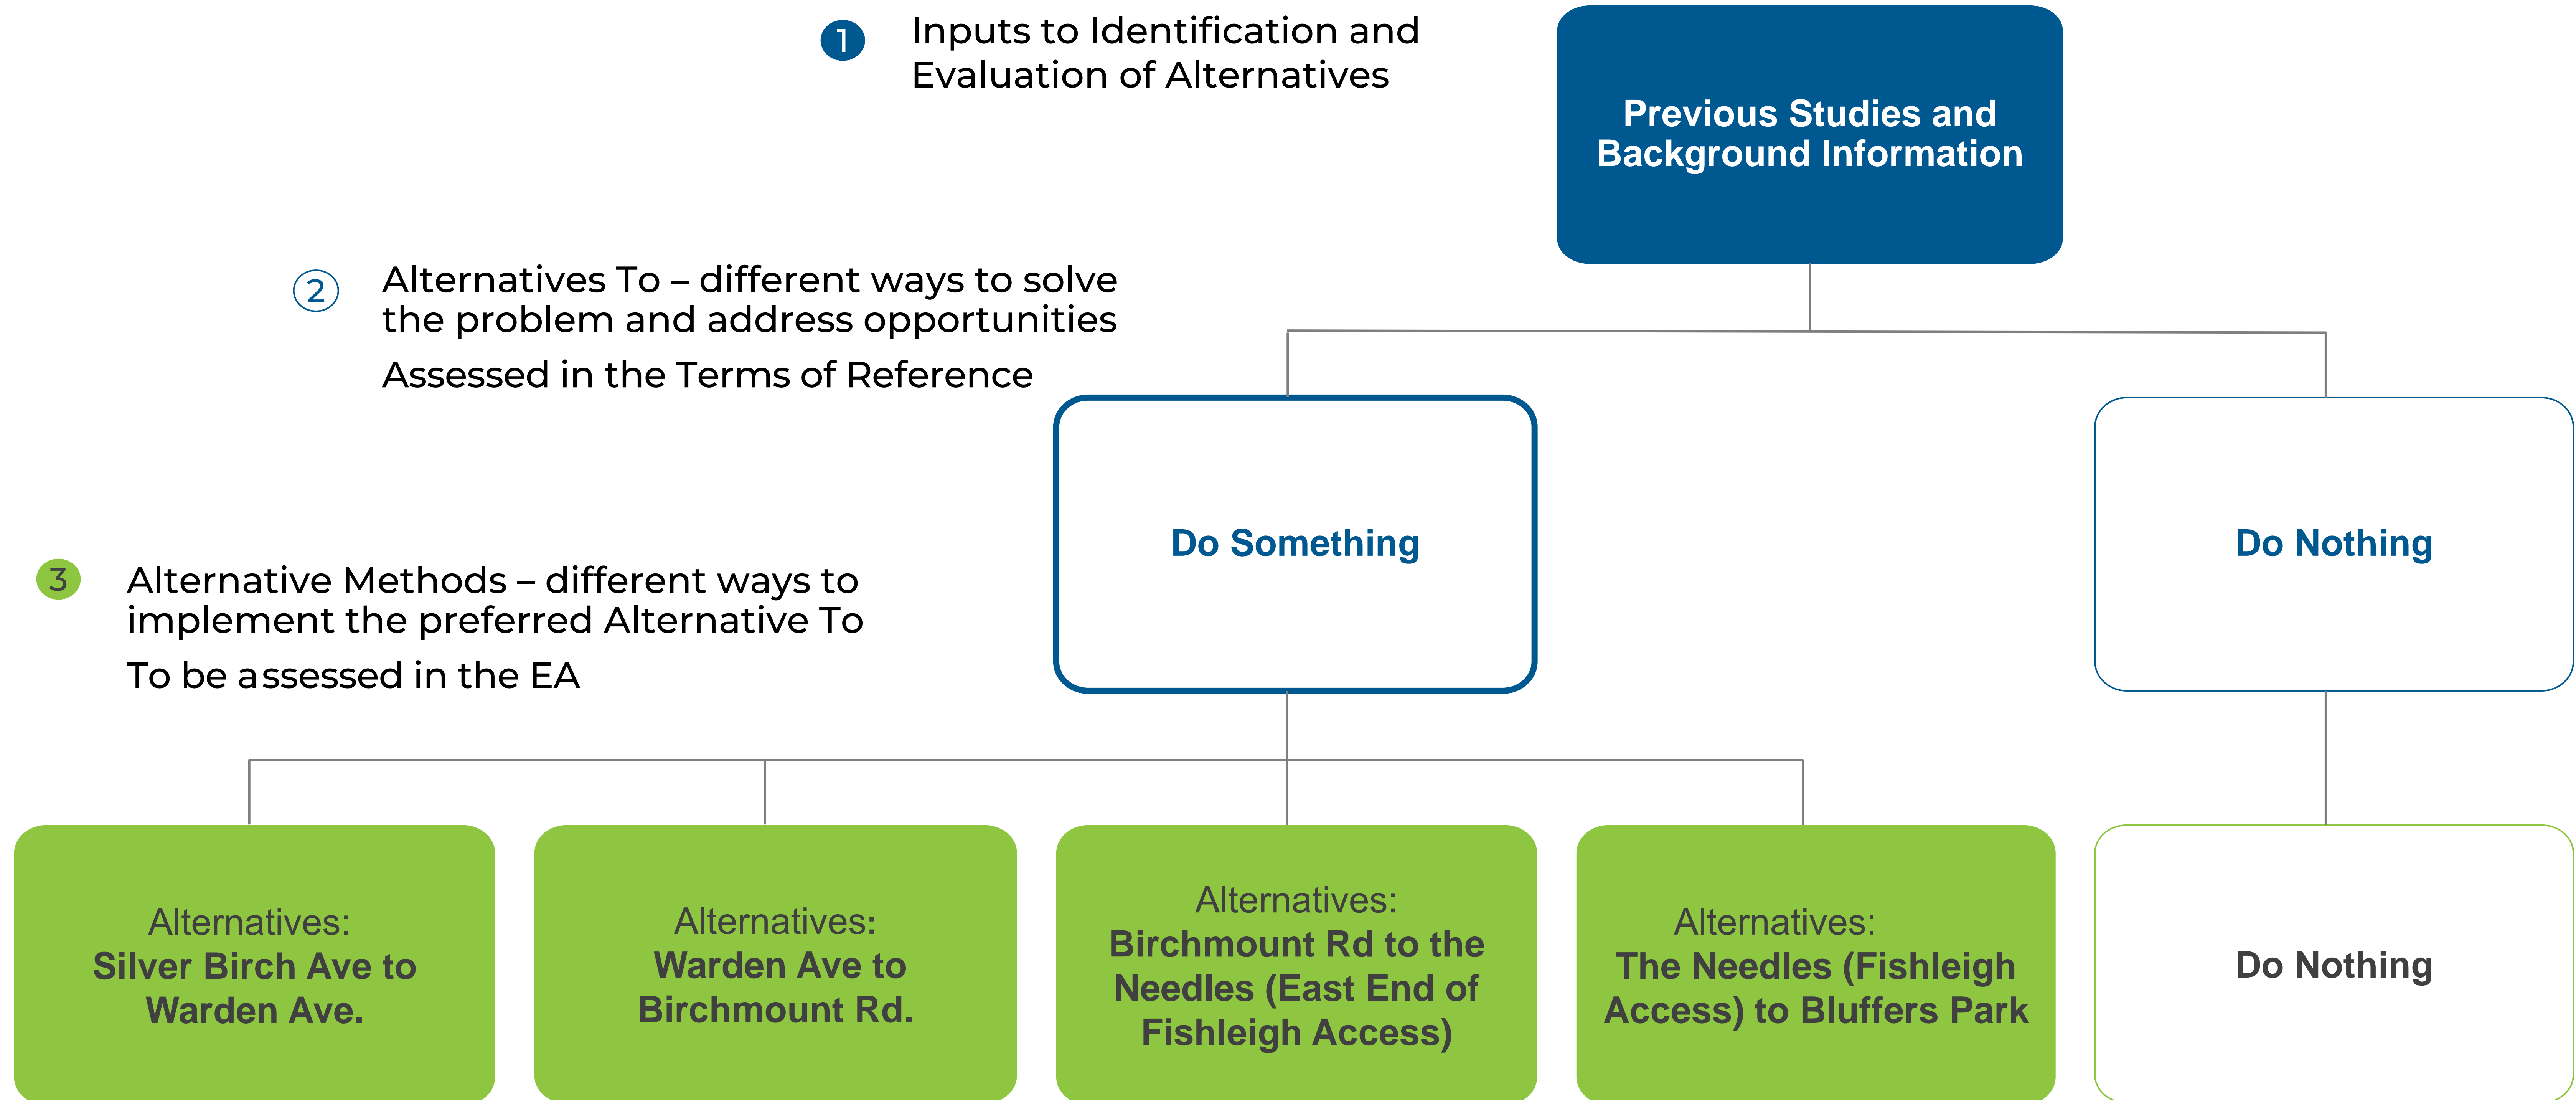 1
Inputs to Identification and
Evaluation of Alternatives
Previous Studies and
Background Information
2
Alternatives To – different ways to solve
the problem and address opportunities
Assessed in the Terms of Reference
Do Something
Do Nothing
3
Alternative Methods – different ways to
implement the preferred Alternative To
To be assessed in the EA
Alternatives:
Silver Birch Ave to
Warden Ave.
Alternatives:
Warden Ave to
Birchmount Rd.
Alternatives:
Birchmount Rd to the
Needles (East End of
Fishleigh Access)
Alternatives:
The Needles (Fishleigh
Access) to Bluffers Park
Do Nothing